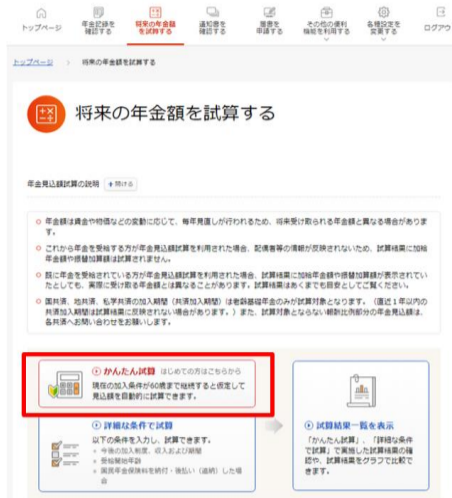 トップページ
年金記録を
確認する
将来の年金額
を試算する
通知書を
確認する
届書を
申請する
その他の便利
機能を利用する
各種設定を
変更する
ログアウ
トップページ 将来の年金額を試算する
将来の年金額を試算する
年金見込額試算の説明 開ける
年金額は賃金や物価などの変動に応じて、毎年見直しが行われるため、将来受け取られる年金額と異なる場合がありま
す。
これから年金を受給する方が年金見込額試算を利用された場合、配偶者等の情報が反映されないため、試算結果に加給
年金額や振替加算額は試算されません。
既に年金を受給されている方が年金見込額試算を利用された場合、試算結果に加給年金額や振替加算額が表示されてい
たとしても、実際に受け取る年金額とは異なることがあります。試算結果はあくまでも目安としてご覧ください。
国共済、地共済、私学共済の加入期間（共済加入期間）は老齢基礎年金のみが試算対象となります。（直近１年以内の
共済加入期間は試算結果に反映されない場合があります。）また、試算対象とならない報酬比例部分の年金見込額は、
各共済へお問い合わせをお願いします。
かんたん試算 はじめての方はこちらから
現在の加入条件が60歳まで継続すると仮定して
見込額を自動的に試算できます。
詳細な条件で試算
以下の条件を入力し、試算できます。
今後の加入制度、収入および期間
受給開始年齢
国民年金保険料を納付・後払い（追納）した場
合
試算結果一覧を表示
「かんたん試算」、「詳細な条件
で試算」で実施した試算結果の確
認や、試算結果をグラフで比較で
きます。